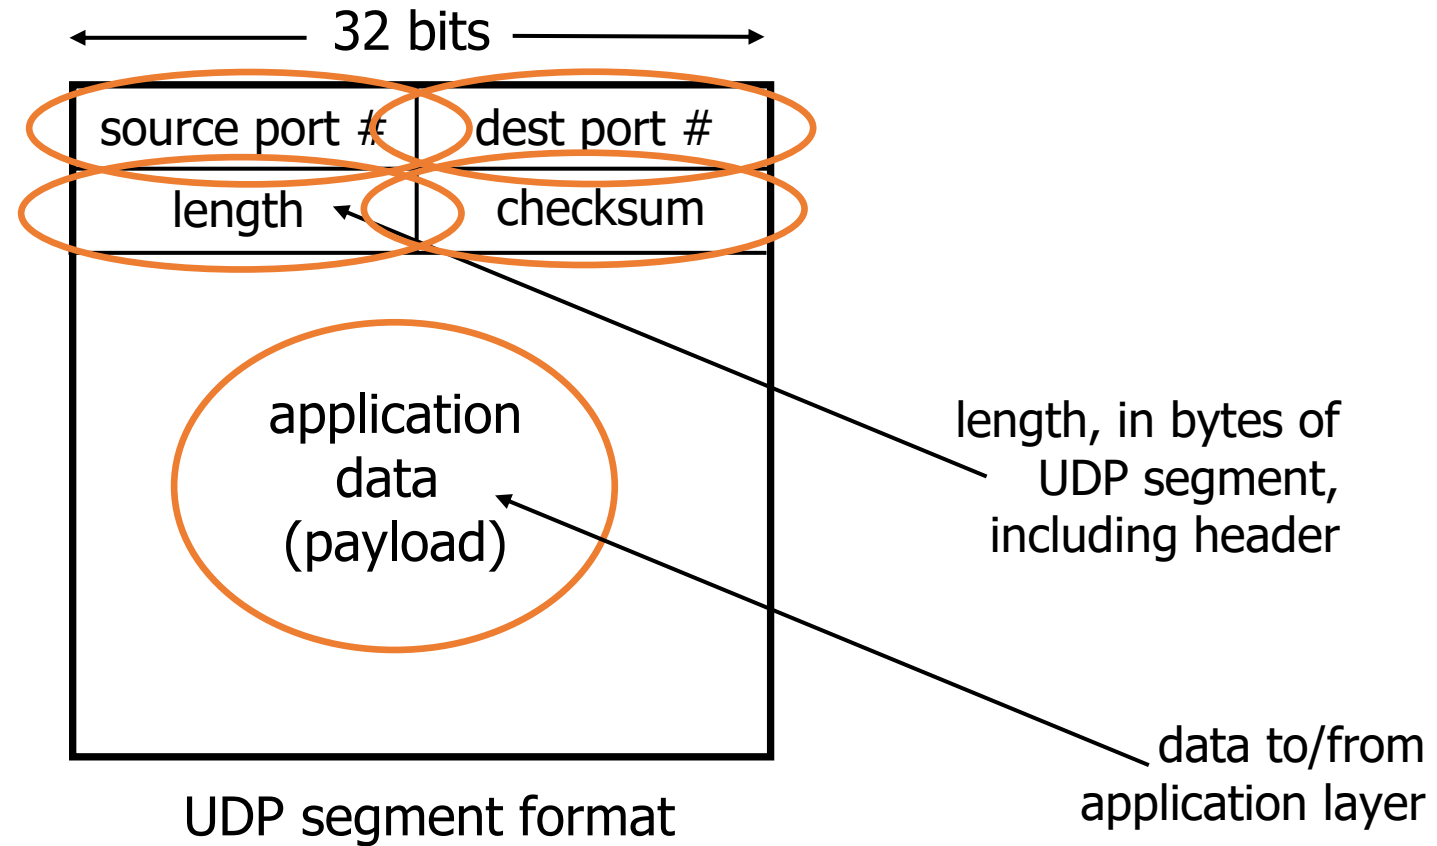 32 bits
source port #
dest port #
length
checksum
application
data
(payload)
length, in bytes of
UDP segment,
including header
data to/from
application layer
UDP segment format